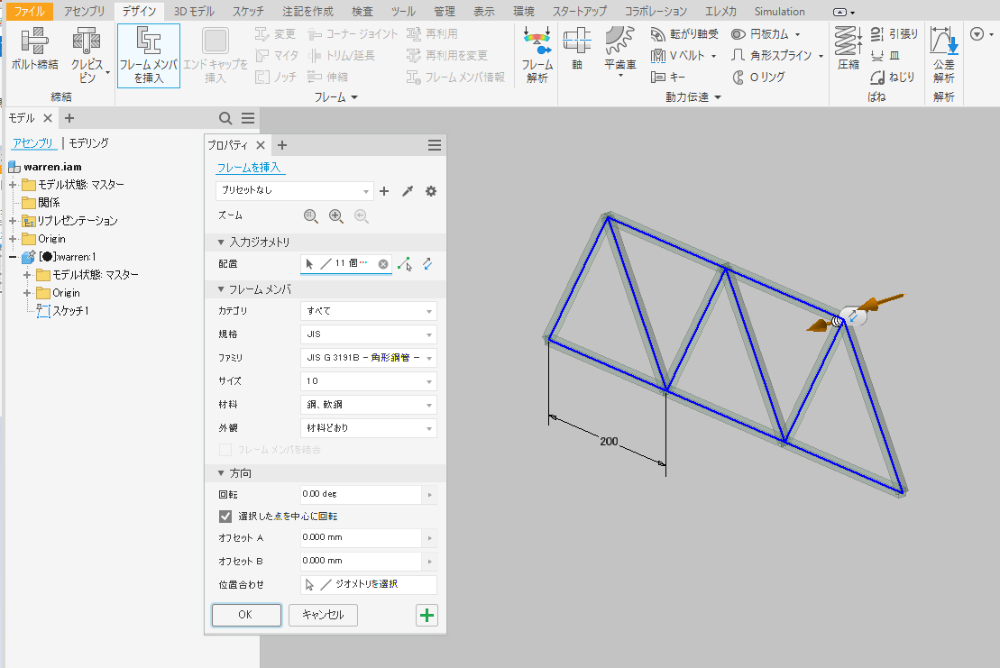 ファイル アセンブリ デザイン 3D モデル スケッチ 注記を作成 検査 ツール 管理 表示 環境 スタートアップ コラボレーション エレメカ Simulation
ボルト締結
クレビス
ピン
締結
フレーム メンバ
を挿入
エンド キャップを
挿入
変更
マイタ
ノッチ
コーナー ジョイント
トリム/延長
伸縮
再利用
再利用を変更
フレーム メンバ情報
フレーム
フレーム
解析
軸
平歯車
転がり軸受
V ベルト
キー
円板カム
角形スプライン
O リング
動力伝達
圧縮
引張り
皿
ねじり
ばね
公差
解析
解析
モデル
アセンブリ | モデリング
warren.iam
モデル状態: マスター
関係
リプレゼンテーション
Origin
[●]:warren:1
モデル状態: マスター
Origin
スケッチ1
プロパティ
フレームを挿入
プリセットなし
ズーム
入力ジオメトリ
配置 11 個…
フレーム メンバ
カテゴリ すべて
規格 JIS
ファミリ JIS G 3191B - 角形鋼管 -
サイズ 10
材料 鋼、軟鋼
外観 材料どおり
フレーム メンバを結合
方向
回転 0.00 deg
選択した点を中心に回転
オフセット A 0.000 mm
オフセット B 0.000 mm
位置合わせ ジオメトリを選択
OK キャンセル
200